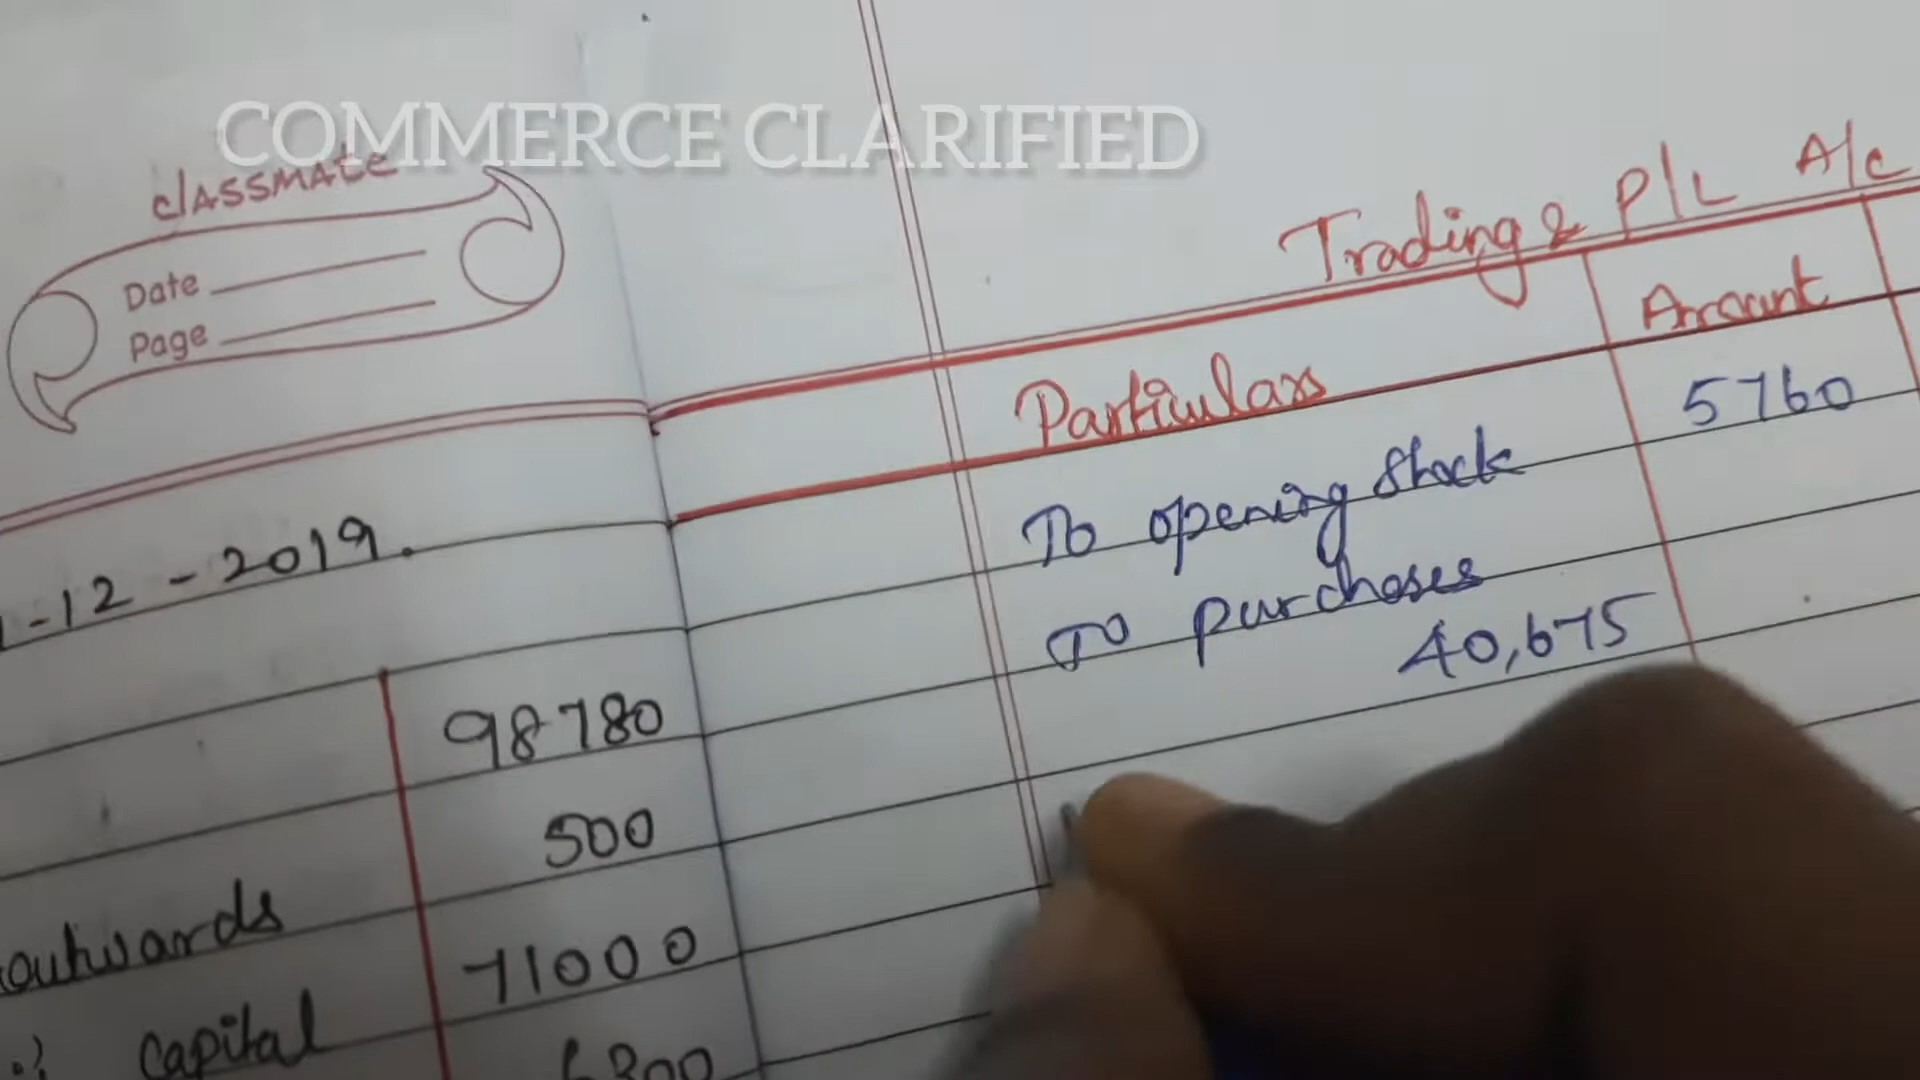 COMMERCE CLARIFIED
classmate
Date
Page
-12-2019.
98780
500
outwards
71000
Capital
6300
Trading & P/L A/c
Particulars Amount
To opening Stock 5760
To purchases
40,675